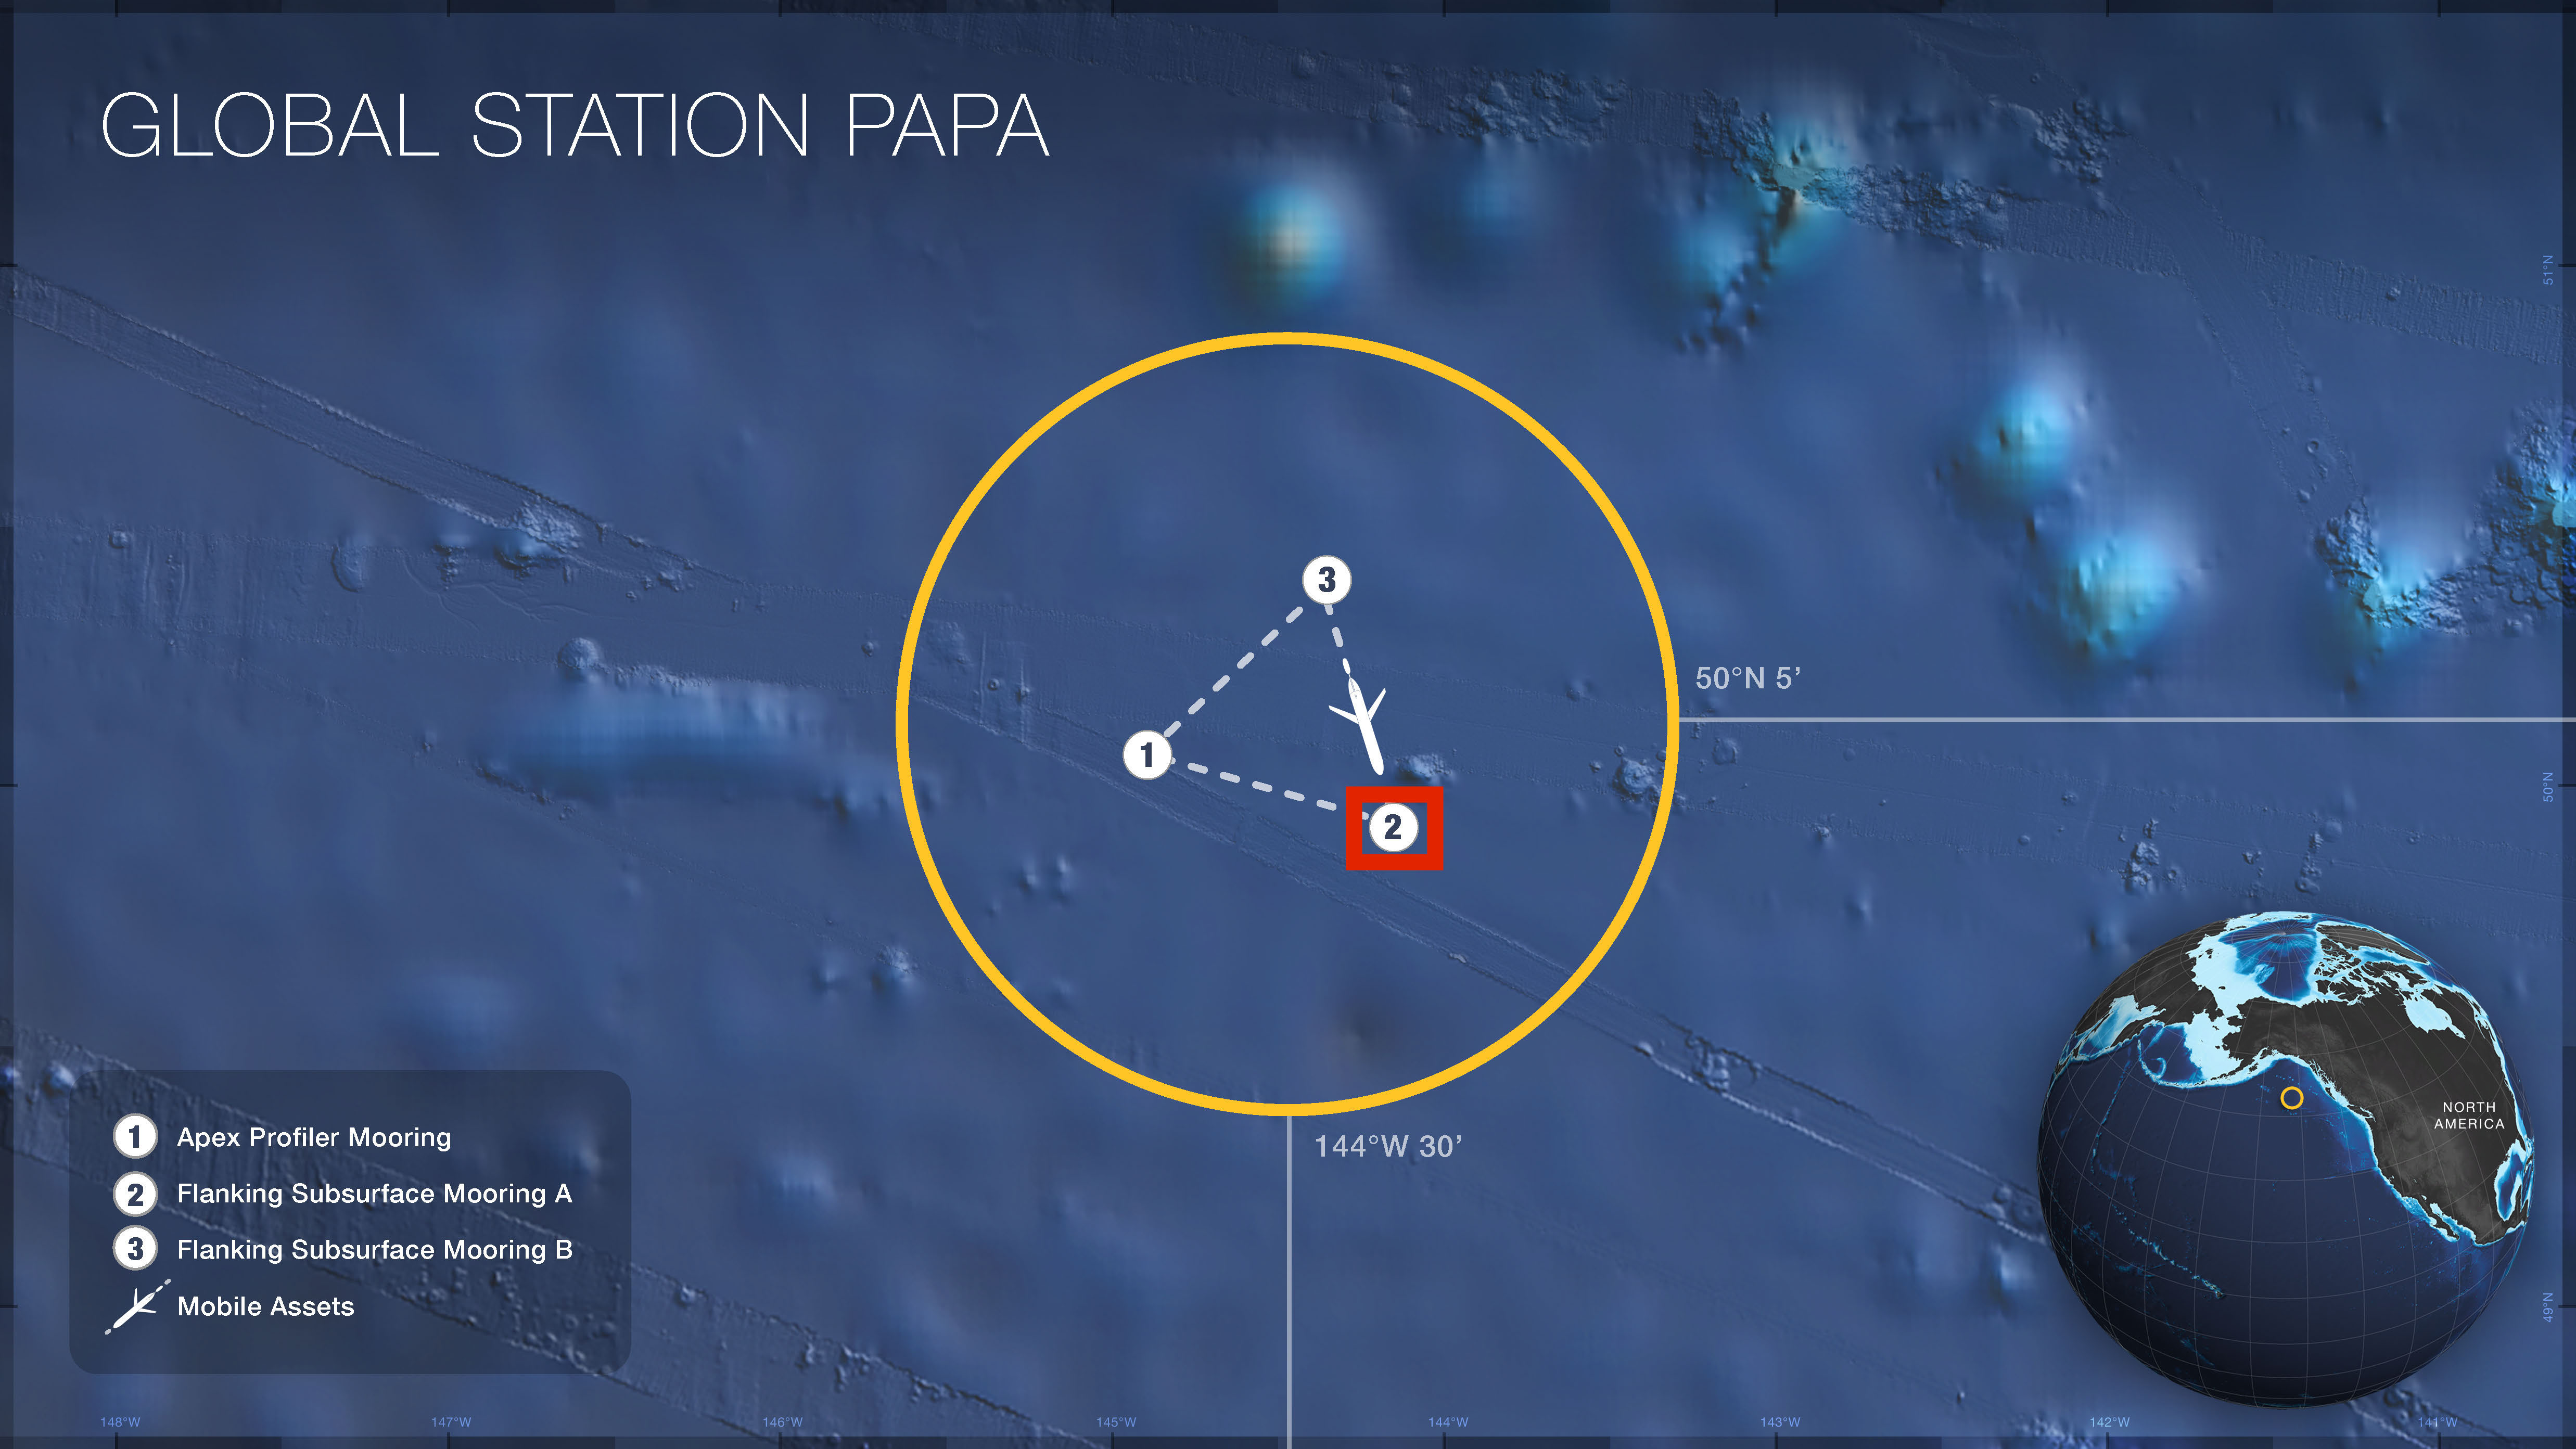 GLOBAL STATION PAPA
51°N
3
50°N 5’
1
50°N
2
NORTH
AMERICA
144°W 30’
1 Apex Profiler Mooring
2 Flanking Subsurface Mooring A
3 Flanking Subsurface Mooring B
Mobile Assets
49°N
148°W 147°W 146°W 145°W 144°W 143°W 142°W 141°W